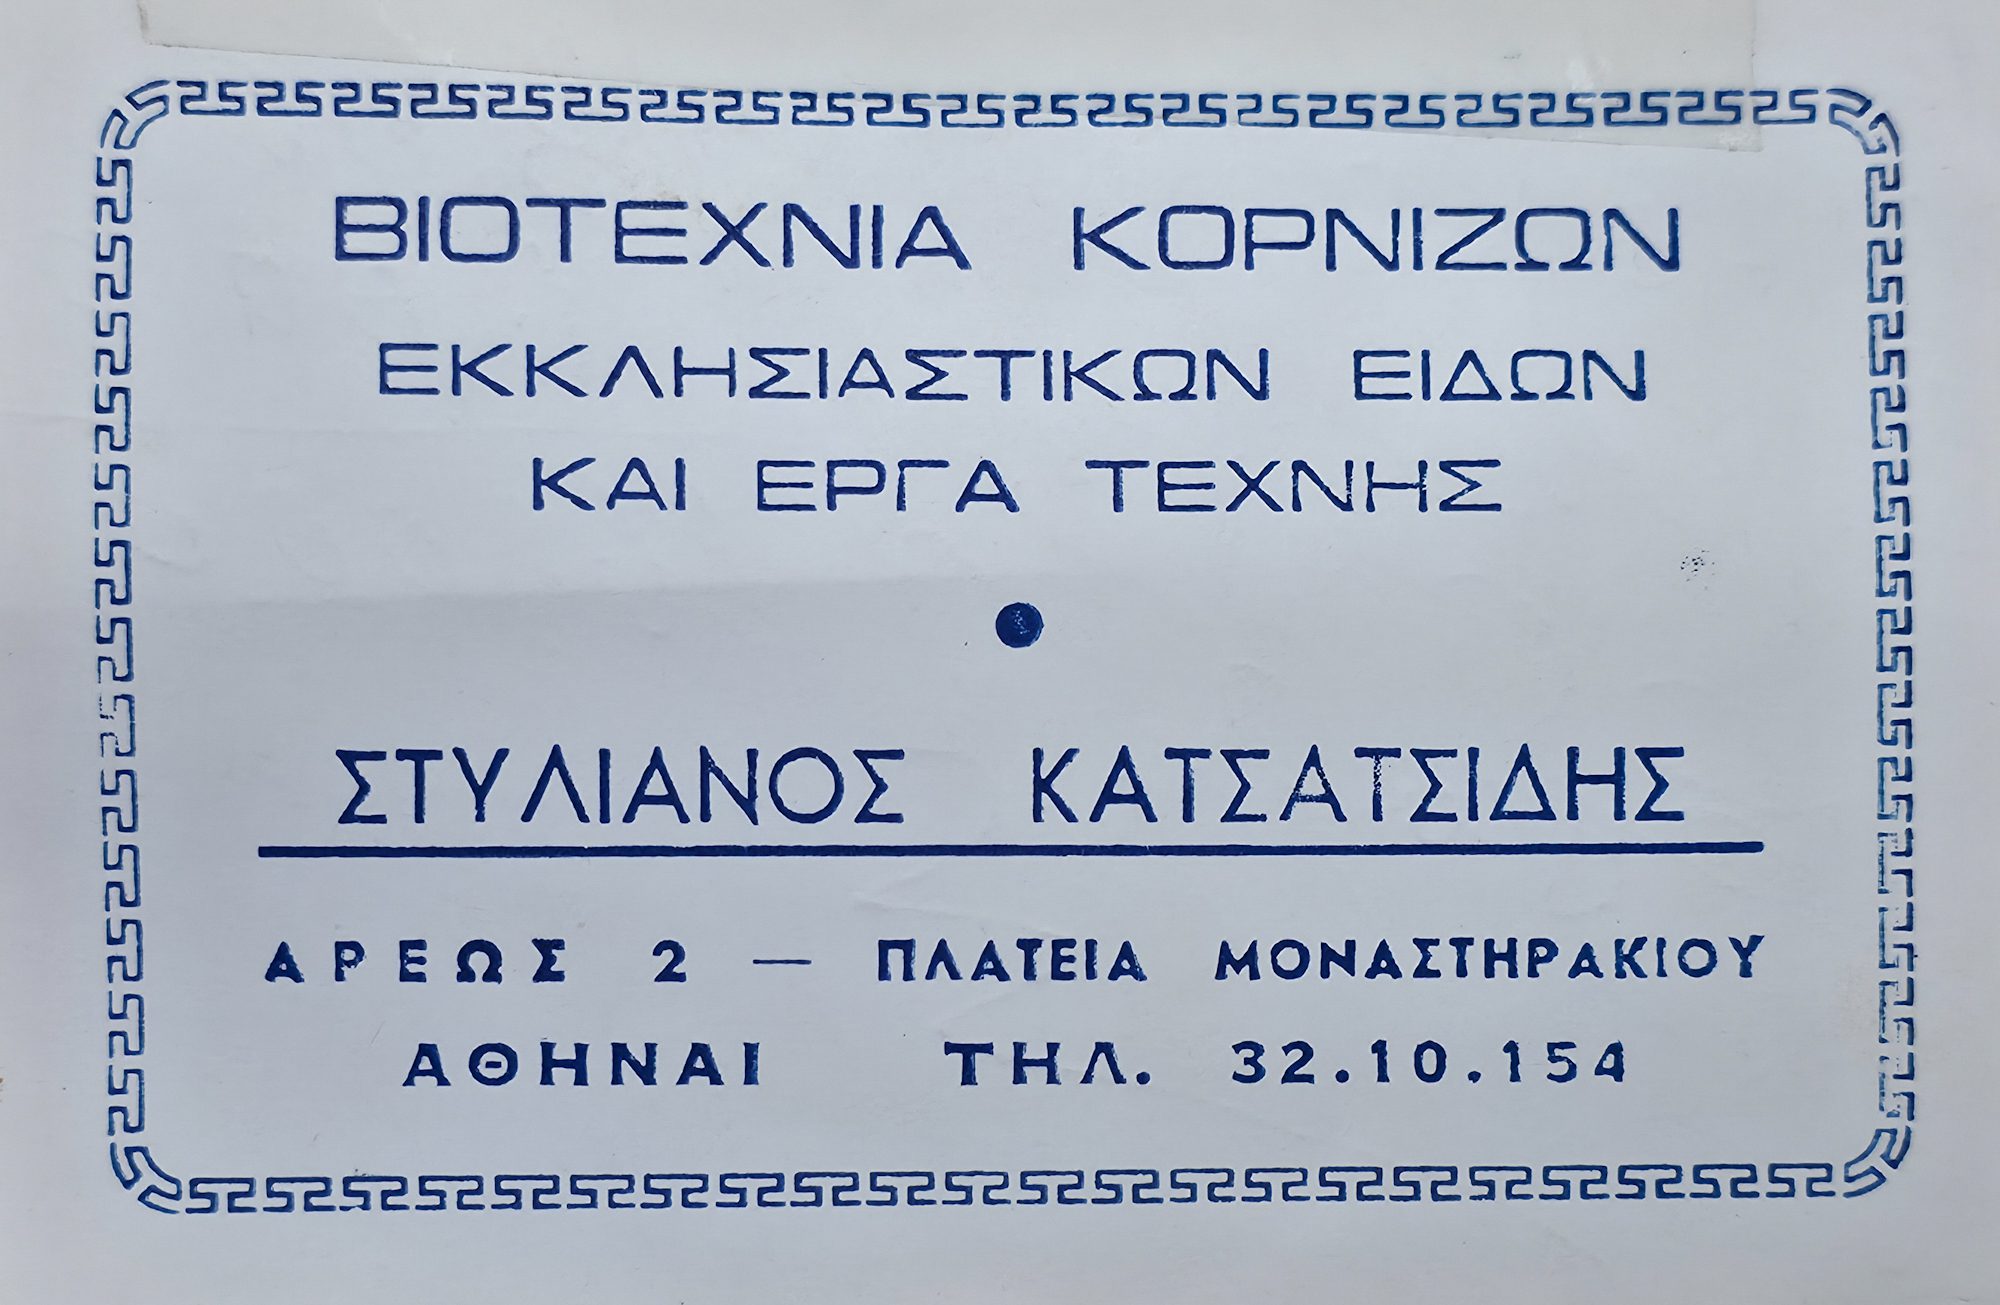 ΒΙΟΤΕΧΝΙΑ ΚΟΡΝΙΖΩΝ
ΕΚΚΛΗΣΙΑΣΤΙΚΩΝ ΕΙΔΩΝ
ΚΑΙ ΕΡΓΑ ΤΕΧΝΗΣ
ΣΤΥΛΙΑΝΟΣ ΚΑΤΣΑΤΣΙΔΗΣ
ΑΡΕΩΣ 2 — ΠΛΑΤΕΙΑ ΜΟΝΑΣΤΗΡΑΚΙΟΥ
ΑΘΗΝΑΙ ΤΗΛ. 32.10.154